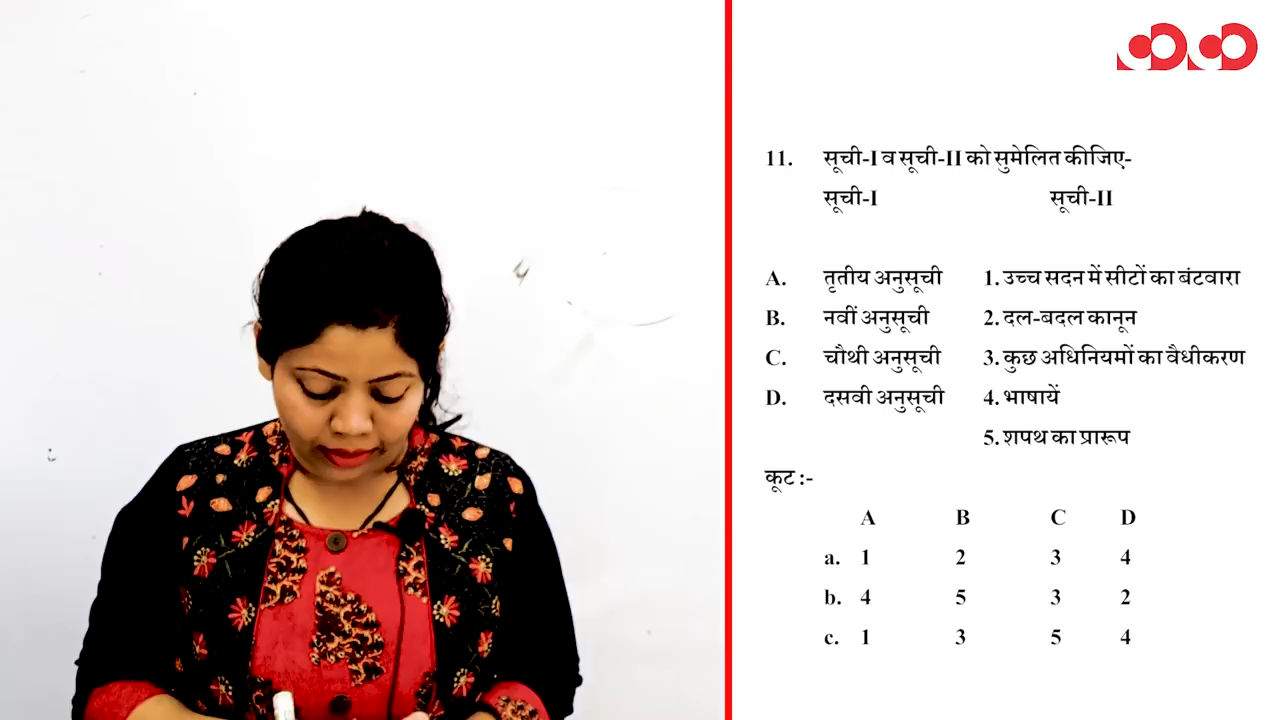 11. सूची-I व सूची-II को सुमेलित कीजिए-
सूची-I सूची-II
A. तृतीय अनुसूची 1. उच्च सदन में सीटों का बंटवारा
B. नवीं अनुसूची 2. दल-बदल कानून
C. चौथी अनुसूची 3. कुछ अधिनियमों का वैधीकरण
D. दसवी अनुसूची 4. भाषायें
5. शपथ का प्रारूप
कूट :-
A B C D
a. 1 2 3 4
b. 4 5 3 2
c. 1 3 5 4